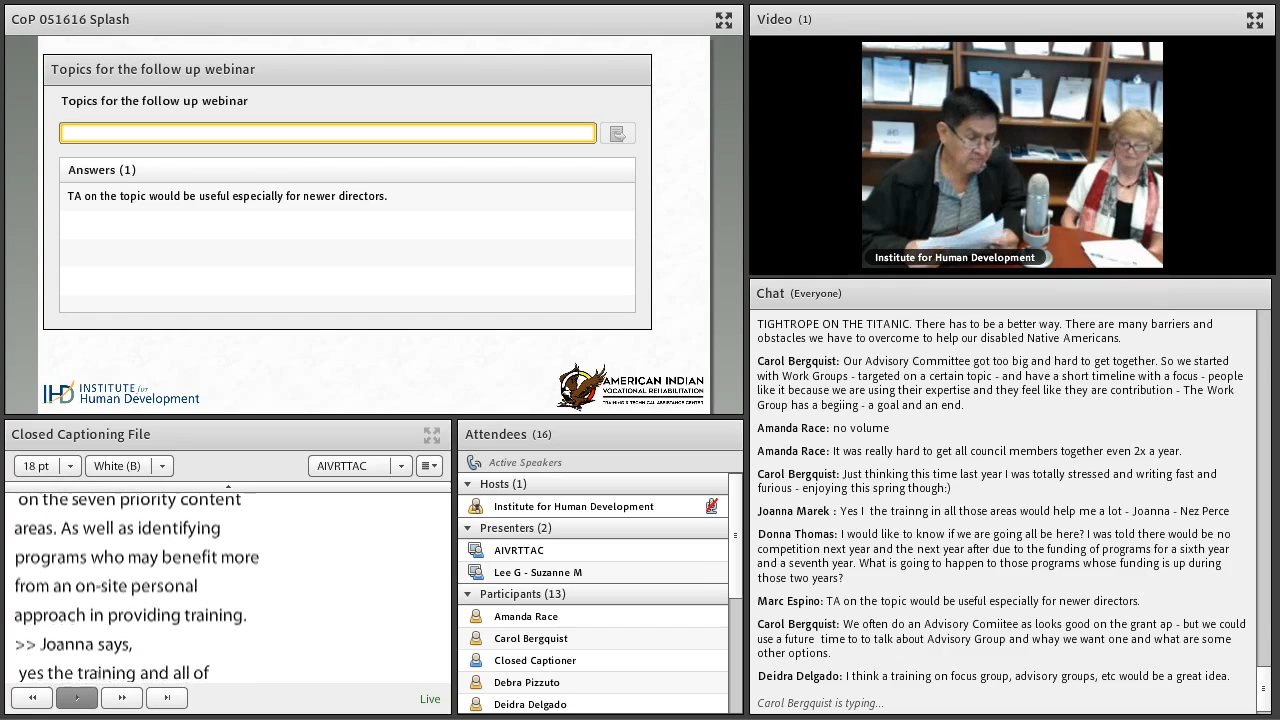 CoP 051616 Splash
Topics for the follow up webinar
Topics for the follow up webinar
Answers (1)
TA on the topic would be useful especially for newer directors.
IHD INSTITUTE for
Human Development
AMERICAN INDIAN
VOCATIONAL REHABILITATION
TRAINING & TECHNICAL ASSISTANCE CENTER
Video (1)
Institute for Human Development
Chat (Everyone)
TIGHTROPE ON THE TITANIC. There has to be a better way. There are many barriers and
obstacles we have to overcome to help our disabled Native Americans.
Carol Bergquist: Our Advisory Committee got too big and hard to get together. So we started
with Work Groups - targeted on a certain topic - and have a short timeline with a focus - people
like it because we are using their expertise and they feel like they are contribution - The Work
Group has a begiing - a goal and an end.
Amanda Race: no volume
Amanda Race: It was really hard to get all council members together even 2x a year.
Carol Bergquist: Just thinking this time last year I was totally stressed and writing fast and
furious - enjoying this spring though:)
Joanna Marek : Yes I the trainng in all those areas would help me a lot - Joanna - Nez Perce
Donna Thomas: I would like to know if we are going all be here? I was told there would be no
competition next year and the next year after due to the funding of programs for a sixth year
and a seventh year. What is going to happen to those programs whose funding is up during
those two years?
Marc Espino: TA on the topic would be useful especially for newer directors.
Carol Bergquist: We often do an Advisory Comiitee as looks good on the grant ap - but we could
use a future time to to talk about Advisory Group and whay we want one and what are some
other options.
Deidra Delgado: I think a training on focus group, advisory groups, etc would be a great idea.
Carol Bergquist is typing...
Closed Captioning File
18 pt White (B) AIVRTTAC
on the seven priority content
areas. As well as identifying
programs who may benefit more
from an on-site personal
approach in providing training.
>> Joanna says,
yes the training and all of
Live
Attendees (16)
Active Speakers
Hosts (1)
Institute for Human Development
Presenters (2)
AIVRTTAC
Lee G - Suzanne M
Participants (13)
Amanda Race
Carol Bergquist
Closed Captioner
Debra Pizzuto
Deidra Delgado